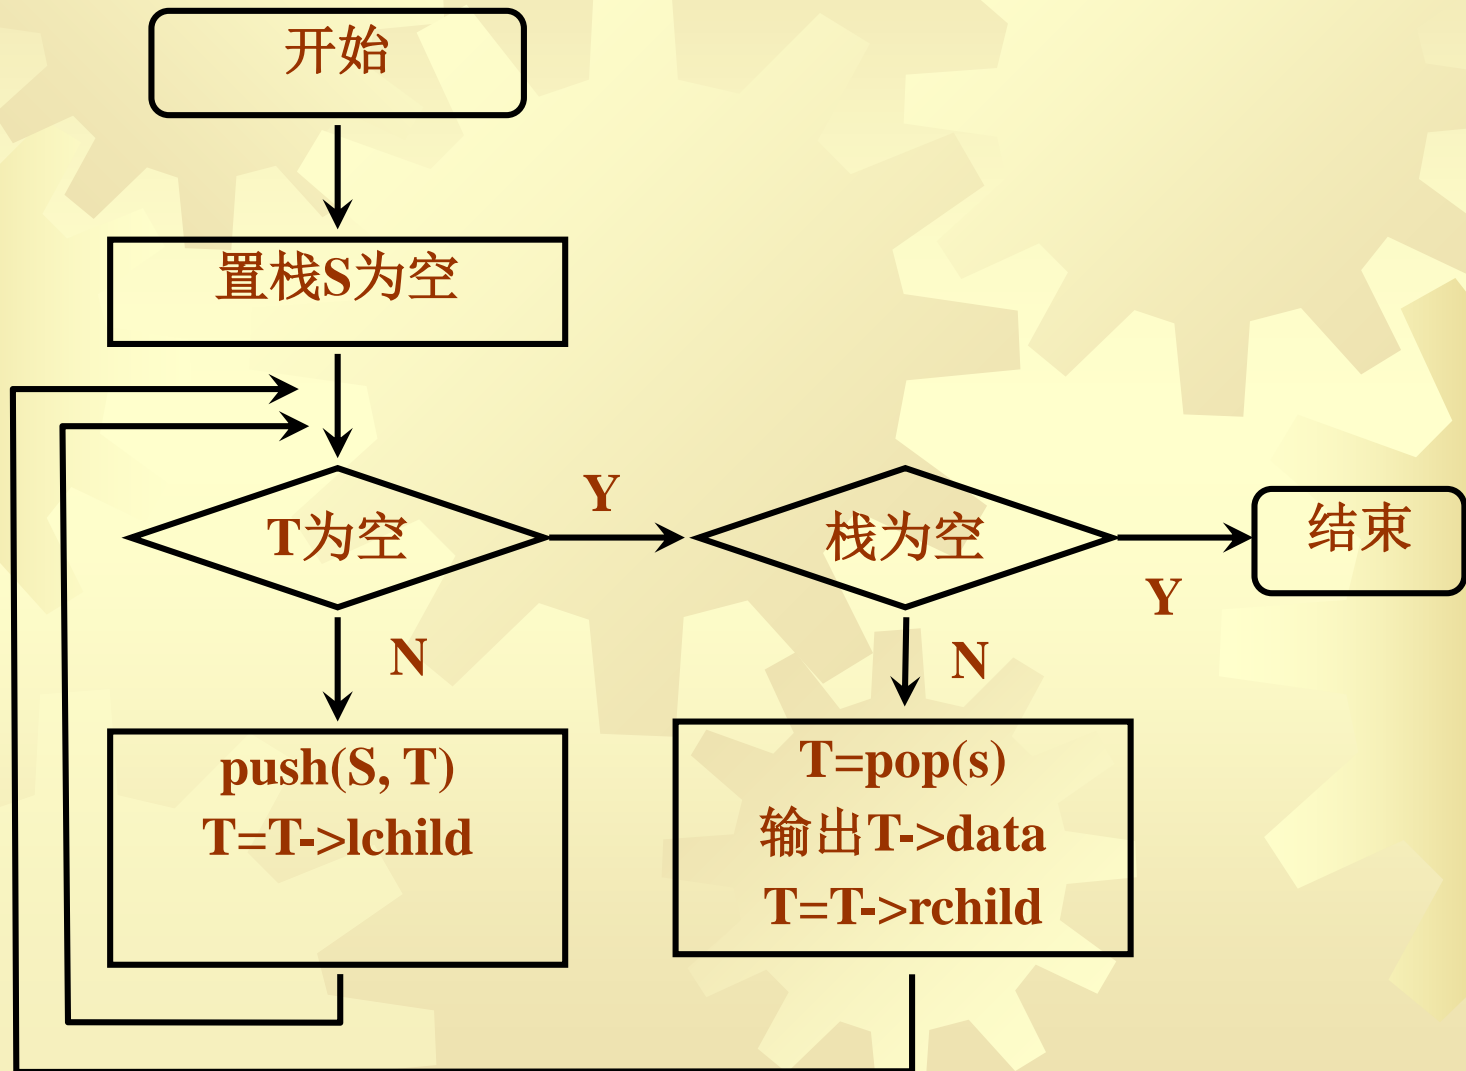 开始
置栈S为空
T为空
Y
栈为空
Y
结束
N
N
push(S, T)
T=T->lchild
T=pop(s)
输出T->data
T=T->rchild